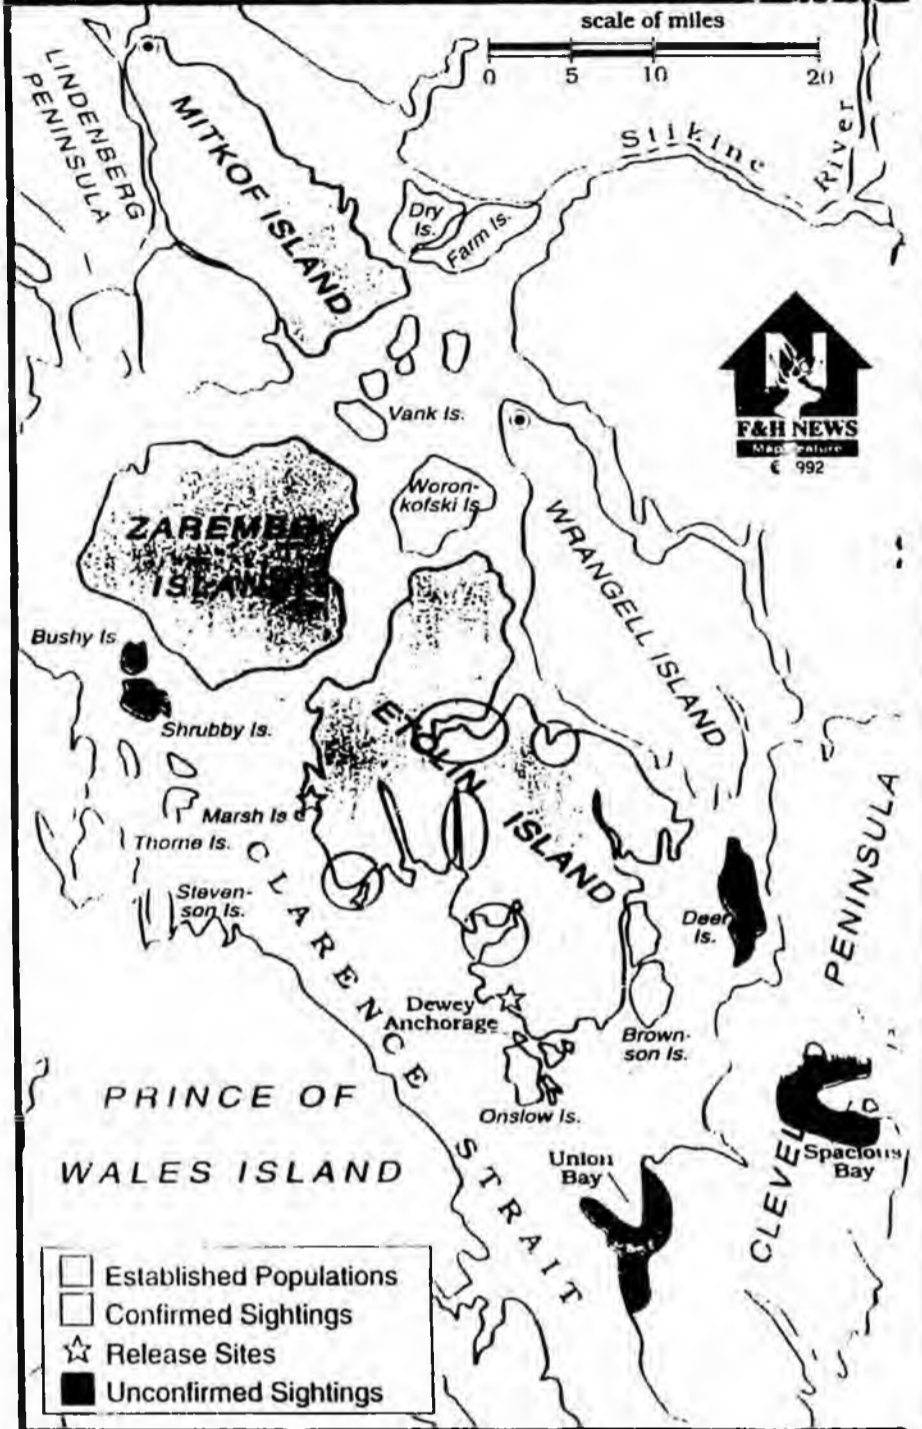 scale of miles
0 5 10 20
LINDENBERG
PENINSULA
MITKOF ISLAND
Stikine River
Dry
Is.
Farm Is.
Vank Is.
F&H NEWS
Woron-
kofski Is
ZAREMBO
ISLAND
WRANGELL ISLAND
Bushy Is
Shrubby Is.
ETOLIN
ISLAND
Marsh Is
Thorne Is.
Steven-
son Is.
CLARENCE STRAIT
Deer
Is.
PENINSULA
Dewey
Anchorage
Brown-
son Is.
Onslow Is.
PRINCE OF
WALES ISLAND
Union
Bay
Spacious
Bay
CLEVEL
Established Populations
Confirmed Sightings
Release Sites
Unconfirmed Sightings